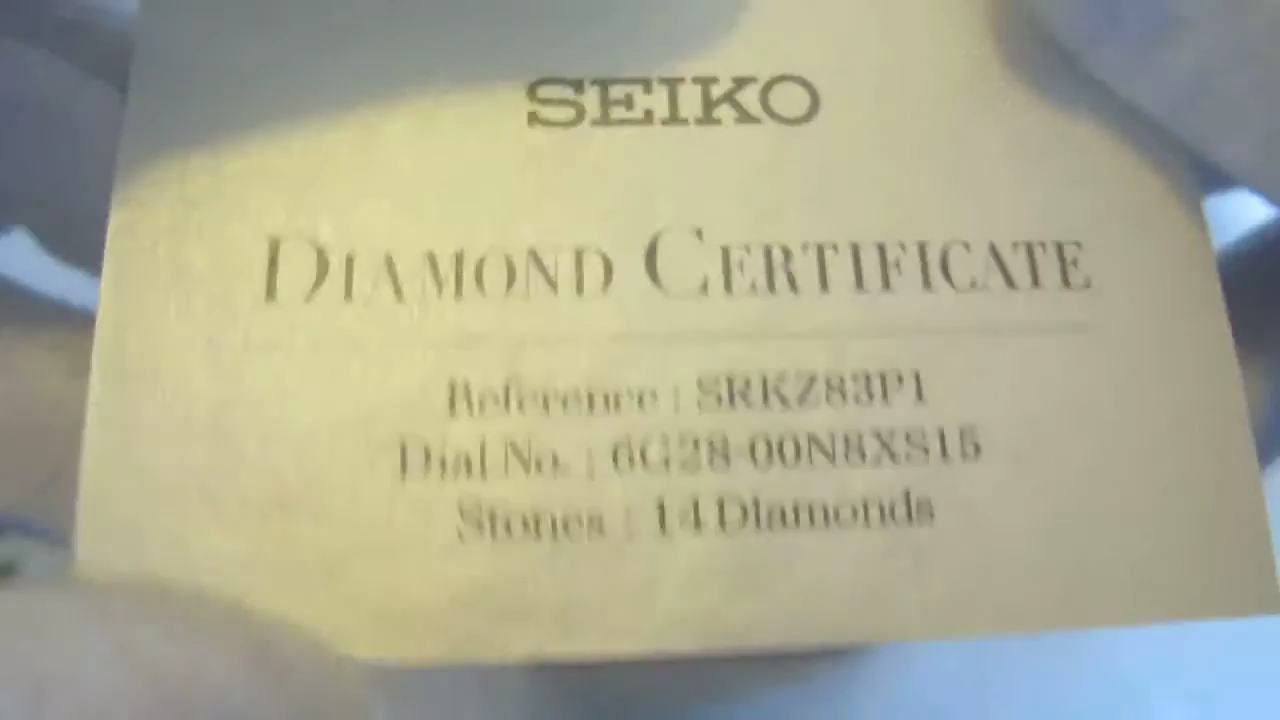 SEIKO
DIAMOND CERTIFICATE
Reference : SRKZ83P1
Dial No. : 6G28-00N8XS15
Stones : 14 Diamonds